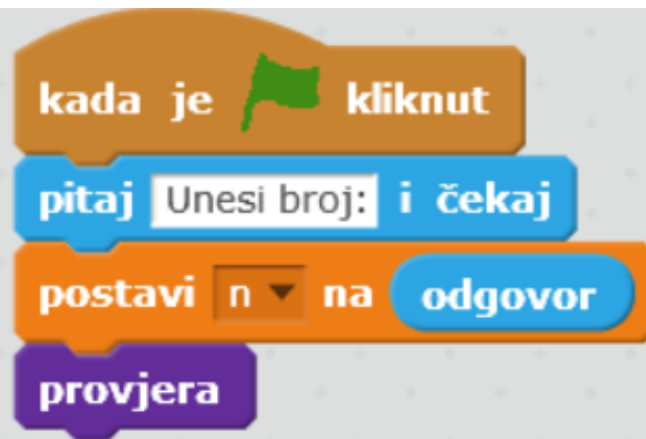 kada je kliknut
pitaj Unesi broj: i čekaj
postavi n na odgovor
provjera